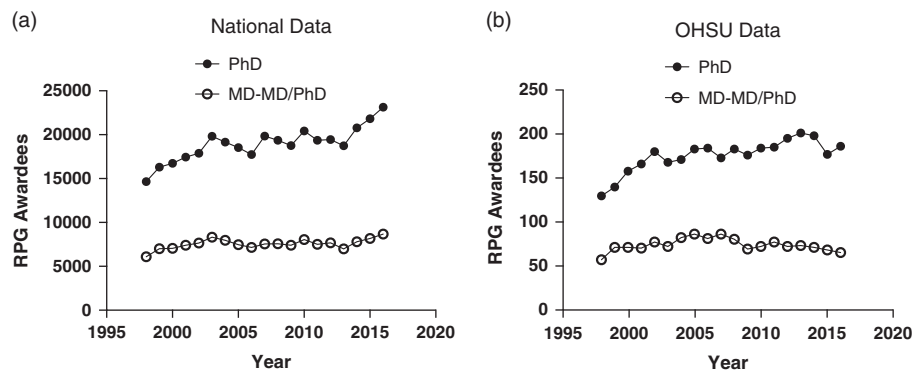 (a)
National Data
PhD
MD-MD/PhD
RPG Awardees
25000
20000
15000
10000
5000
0
1995
2000
2005
2010
2015
2020
Year
(b)
OHSU Data
PhD
MD-MD/PhD
RPG Awardees
250
200
150
100
50
0
1995
2000
2005
2010
2015
2020
Year